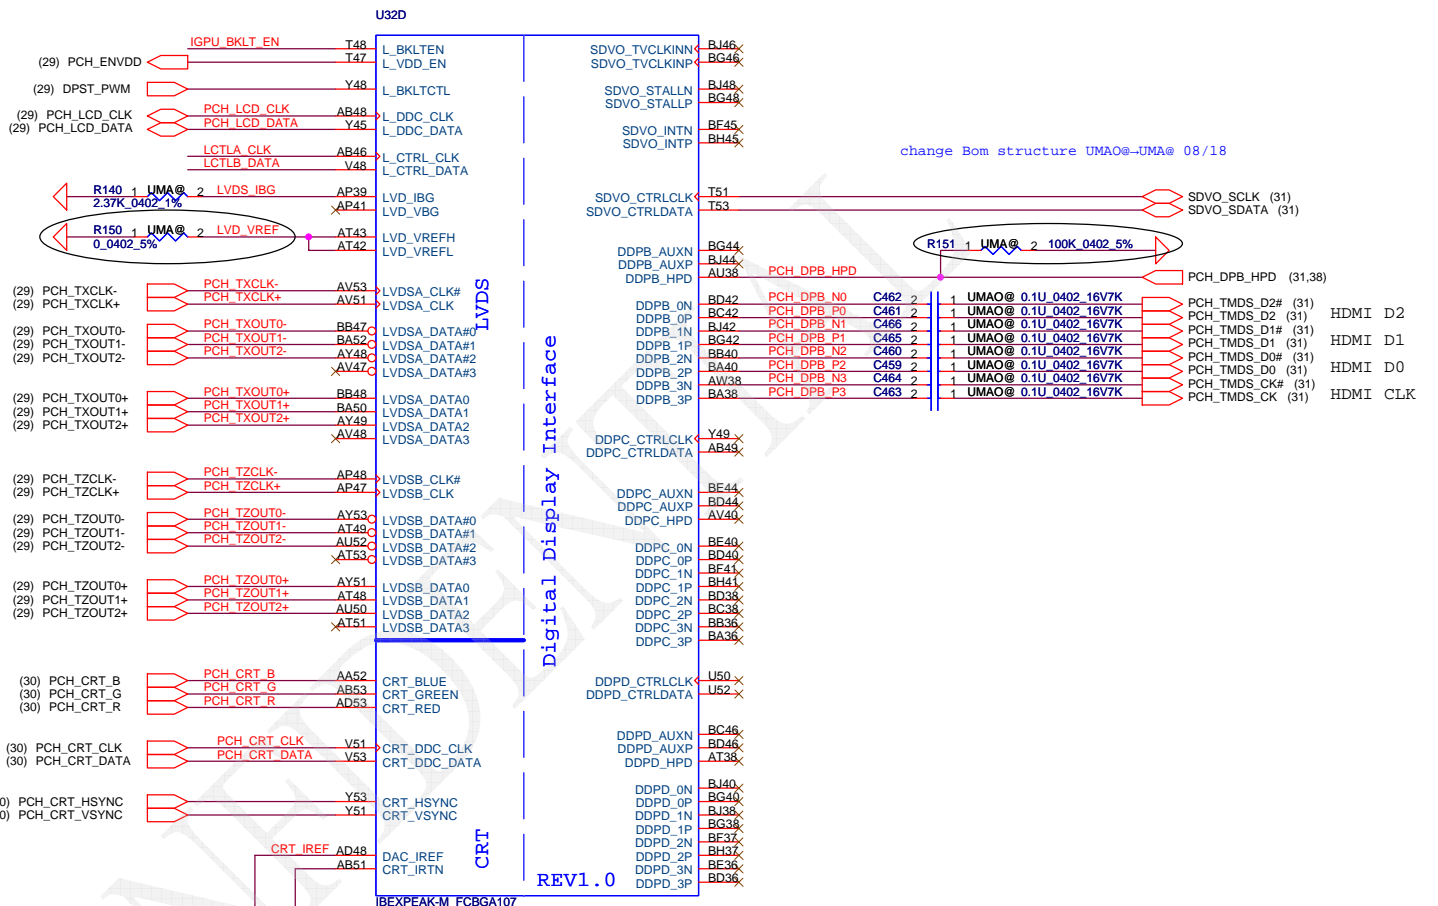 U32D
IGPU_BKLT_EN T48 L_BKLTEN
(29) PCH_ENVDD T47 L_VDD_EN
(29) DPST_PWM Y48 L_BKLTCTL
(29) PCH_LCD_CLK PCH_LCD_CLK AB48 L_DDC_CLK
(29) PCH_LCD_DATA PCH_LCD_DATA Y45 L_DDC_DATA
LCTLA_CLK AB46 L_CTRL_CLK
LCTLB_DATA V48 L_CTRL_DATA
R140 1 UMA@ 2 LVDS_IBG AP39 LVD_IBG
2.37K_0402_1% AP41 LVD_VBG
R150 1 UMA@ 2 LVD_VREF AT43 LVD_VREFH
0_0402_5% AT42 LVD_VREFL
(29) PCH_TXCLK- PCH_TXCLK- AV53 LVDSA_CLK#
(29) PCH_TXCLK+ PCH_TXCLK+ AV51 LVDSA_CLK
(29) PCH_TXOUT0- PCH_TXOUT0- BB47 LVDSA_DATA#0
(29) PCH_TXOUT1- PCH_TXOUT1- BA52 LVDSA_DATA#1
(29) PCH_TXOUT2- PCH_TXOUT2- AY48 LVDSA_DATA#2
AV47 LVDSA_DATA#3
(29) PCH_TXOUT0+ PCH_TXOUT0+ BB48 LVDSA_DATA0
(29) PCH_TXOUT1+ PCH_TXOUT1+ BA50 LVDSA_DATA1
(29) PCH_TXOUT2+ PCH_TXOUT2+ AY49 LVDSA_DATA2
AV48 LVDSA_DATA3
(29) PCH_TZCLK- PCH_TZCLK- AP48 LVDSB_CLK#
(29) PCH_TZCLK+ PCH_TZCLK+ AP47 LVDSB_CLK
(29) PCH_TZOUT0- PCH_TZOUT0- AY53 LVDSB_DATA#0
(29) PCH_TZOUT1- PCH_TZOUT1- AT49 LVDSB_DATA#1
(29) PCH_TZOUT2- PCH_TZOUT2- AU52 LVDSB_DATA#2
AT53 LVDSB_DATA#3
(29) PCH_TZOUT0+ PCH_TZOUT0+ AY51 LVDSB_DATA0
(29) PCH_TZOUT1+ PCH_TZOUT1+ AT48 LVDSB_DATA1
(29) PCH_TZOUT2+ PCH_TZOUT2+ AU50 LVDSB_DATA2
AT51 LVDSB_DATA3
(30) PCH_CRT_B PCH_CRT_B AA52 CRT_BLUE
(30) PCH_CRT_G PCH_CRT_G AB53 CRT_GREEN
(30) PCH_CRT_R PCH_CRT_R AD53 CRT_RED
(30) PCH_CRT_CLK PCH_CRT_CLK V51 CRT_DDC_CLK
(30) PCH_CRT_DATA PCH_CRT_DATA V53 CRT_DDC_DATA
0) PCH_CRT_HSYNC Y53 CRT_HSYNC
0) PCH_CRT_VSYNC Y51 CRT_VSYNC
CRT_IREF AD48 DAC_IREF
AB51 CRT_IRTN
LVDS
CRT
Digital Display Interface
REV1.0
IBEXPEAK-M_FCBGA107
SDVO_TVCLKINN BJ46
SDVO_TVCLKINP BG46
SDVO_STALLN BJ48
SDVO_STALLP BG48
SDVO_INTN BF45
SDVO_INTP BH45
change Bom structure UMAO@→UMA@ 08/18
SDVO_CTRLCLK T51 SDVO_SCLK (31)
SDVO_CTRLDATA T53 SDVO_SDATA (31)
R151 1 UMA@ 2 100K_0402_5%
DDPB_AUXN BG44
DDPB_AUXP BJ44
DDPB_HPD AU38 PCH_DPB_HPD PCH_DPB_HPD (31,38)
DDPB_0N BD42 PCH_DPB_N0 C462 2 1 UMAO@ 0.1U_0402_16V7K PCH_TMDS_D2# (31)
DDPB_0P BC42 PCH_DPB_P0 C461 2 1 UMAO@ 0.1U_0402_16V7K PCH_TMDS_D2 (31) HDMI D2
DDPB_1N BJ42 PCH_DPB_N1 C466 2 1 UMAO@ 0.1U_0402_16V7K PCH_TMDS_D1# (31)
DDPB_1P BG42 PCH_DPB_P1 C465 2 1 UMAO@ 0.1U_0402_16V7K PCH_TMDS_D1 (31) HDMI D1
DDPB_2N BB40 PCH_DPB_N2 C460 2 1 UMAO@ 0.1U_0402_16V7K PCH_TMDS_D0# (31)
DDPB_2P BA40 PCH_DPB_P2 C459 2 1 UMAO@ 0.1U_0402_16V7K PCH_TMDS_D0 (31) HDMI D0
DDPB_3N AW38 PCH_DPB_N3 C464 2 1 UMAO@ 0.1U_0402_16V7K PCH_TMDS_CK# (31)
DDPB_3P BA38 PCH_DPB_P3 C463 2 1 UMAO@ 0.1U_0402_16V7K PCH_TMDS_CK (31) HDMI CLK
DDPC_CTRLCLK Y49
DDPC_CTRLDATA AB49
DDPC_AUXN BE44
DDPC_AUXP BD44
DDPC_HPD AV40
DDPC_0N BE40
DDPC_0P BD40
DDPC_1N BF41
DDPC_1P BH41
DDPC_2N BD38
DDPC_2P BC38
DDPC_3N BB36
DDPC_3P BA36
DDPD_CTRLCLK U50
DDPD_CTRLDATA U52
DDPD_AUXN BC46
DDPD_AUXP BD46
DDPD_HPD AT38
DDPD_0N BJ40
DDPD_0P BG40
DDPD_1N BJ38
DDPD_1P BG38
DDPD_2N BF37
DDPD_2P BH37
DDPD_3N BE36
DDPD_3P BD36
NFIDENTIAL